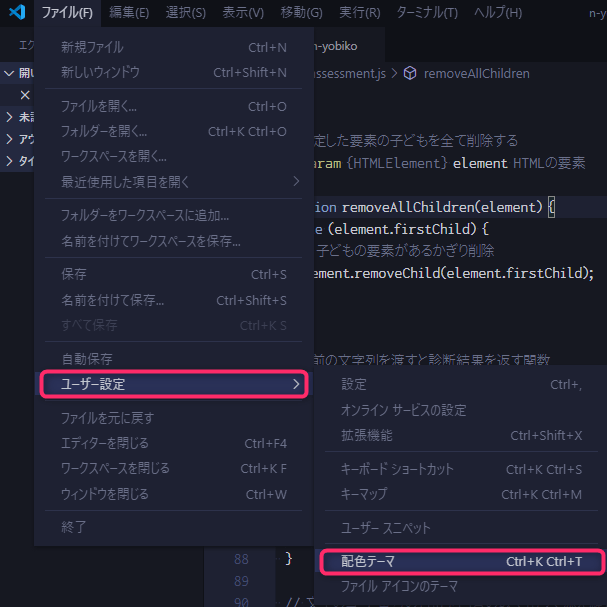 ファイル(F) 編集(E) 選択(S) 表示(V) 移動(G) 実行(R) ターミナル(T) ヘルプ(H) n-y
エク
n-yobiko
開い
未
アウ
タイ
新規ファイル Ctrl+N
新しいウィンドウ Ctrl+Shift+N
ファイルを開く... Ctrl+O
フォルダーを開く... Ctrl+K Ctrl+O
ワークスペースを開く...
最近使用した項目を開く
フォルダーをワークスペースに追加...
名前を付けてワークスペースを保存...
保存 Ctrl+S
名前を付けて保存... Ctrl+Shift+S
すべて保存 Ctrl+K S
自動保存
ユーザー設定
ファイルを元に戻す
エディターを閉じる Ctrl+F4
ワークスペースを閉じる Ctrl+K F
ウィンドウを閉じる Ctrl+W
終了
assessment.js > removeAllChildren
定した要素の子どもを全て削除する
aram {HTMLElement} element HTMLの要素
ion removeAllChildren(element) {
e (element.firstChild) {
子どもの要素があるかぎり削除
ement.removeChild(element.firstChild);
前の文字列を渡すと診断結果を返す関数
設定 Ctrl+,
オンライン サービスの設定
拡張機能 Ctrl+Shift+X
キーボード ショートカット Ctrl+K Ctrl+S
キーマップ Ctrl+K Ctrl+M
ユーザー スニペット
配色テーマ Ctrl+K Ctrl+T
ファイル アイコンのテーマ
88 }
89
90 //